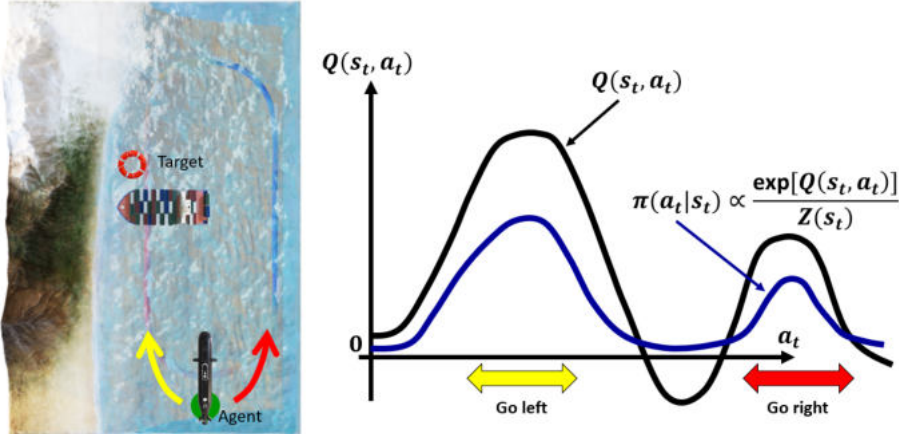 Target
Agent
Q(s_t, a_t)
Q(s_t, a_t)
π(a_t|s_t) ∝ exp[Q(s_t, a_t)] / Z(s_t)
0
a_t
Go left
Go right